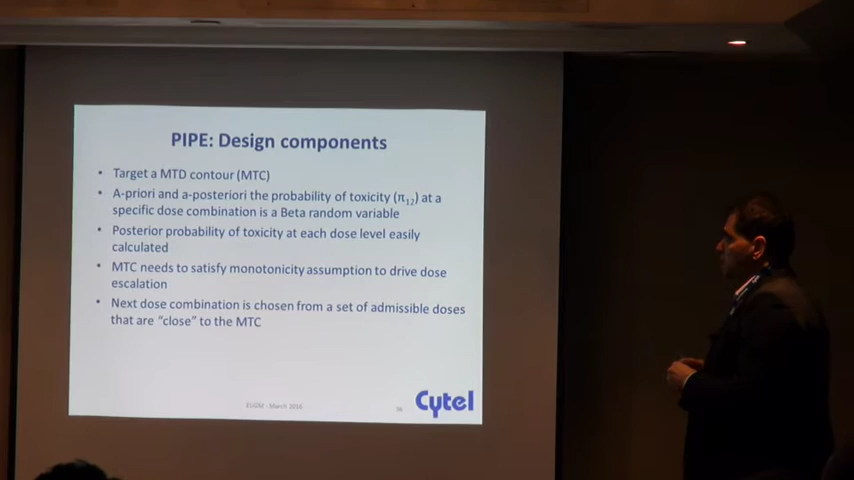 PIPE: Design components
• Target a MTD contour (MTC)
• A-priori and a-posteriori the probability of toxicity (π12) at a
specific dose combination is a Beta random variable
• Posterior probability of toxicity at each dose level easily
calculated
• MTC needs to satisfy monotonicity assumption to drive dose
escalation
• Next dose combination is chosen from a set of admissible doses
that are “close” to the MTC
EUGM - March 2016
Cytel